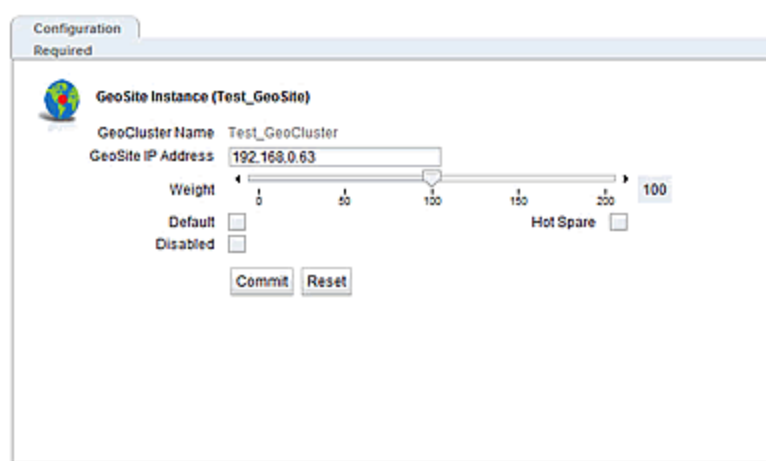 Configuration
Required
GeoSite Instance (Test_GeoSite)
GeoCluster Name Test_GeoCluster
GeoSite IP Address 192.168.0.63
Weight 100
0 50 100 150 200
Default Hot Spare
Disabled
Commit Reset